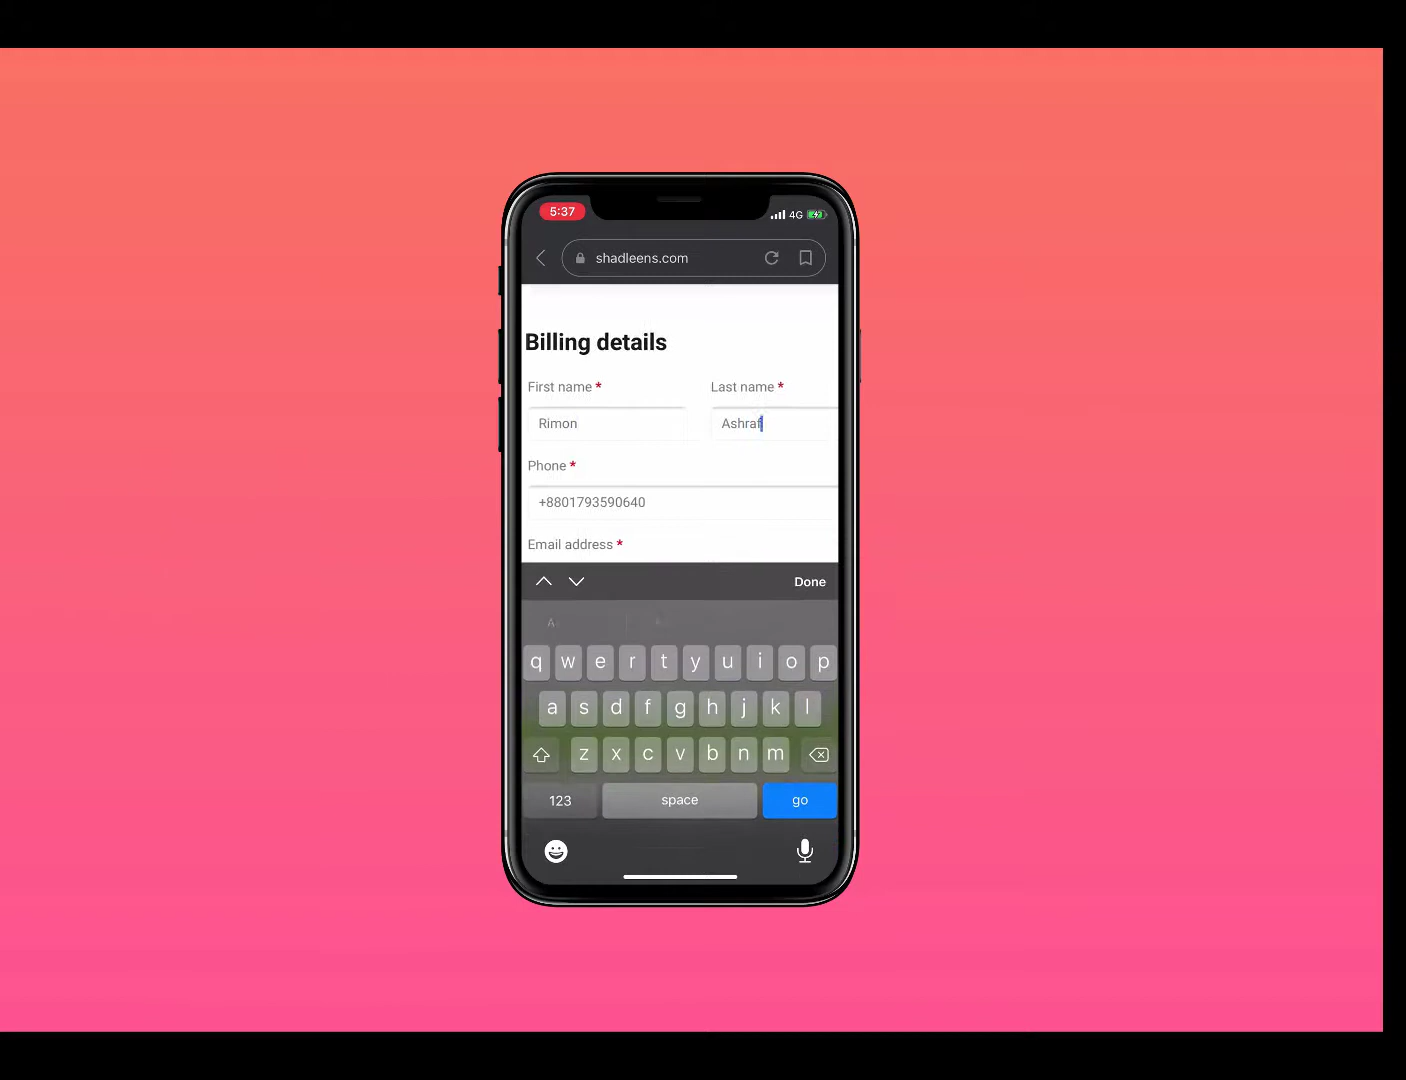 5:37
4G
shadleens.com
Billing details
First name *
Last name *
Rimon
Ashraf
Phone *
+8801793590640
Email address *
Done
q w e r t y u i o p
a s d f g h j k l
z x c v b n m
123
space
go